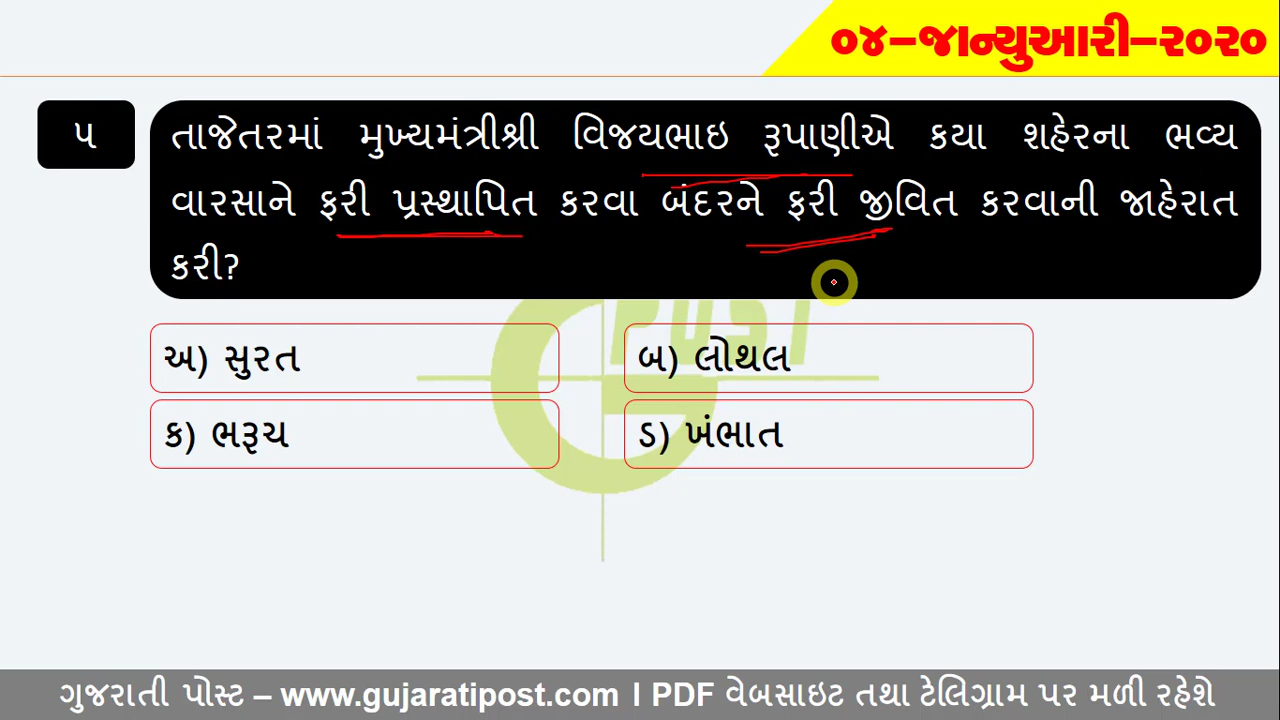 ૦૪–જાન્યુઆરી–૨૦૨૦
૫
તાજેતરમાં મુખ્યમંત્રીશ્રી વિજયભાઇ રૂપાણીએ કયા શહેરના ભવ્ય
વારસાને ફરી પ્રસ્થાપિત કરવા બંદરને ફરી જીવિત કરવાની જાહેરાત
કરી?
અ) સુરત
બ) લોથલ
ક) ભરૂચ
ડ) ખંભાત
ગુજરાતી પોસ્ટ – www.gujaratipost.com I PDF વેબસાઇટ તથા ટેલિગ્રામ પર મળી રહેશે